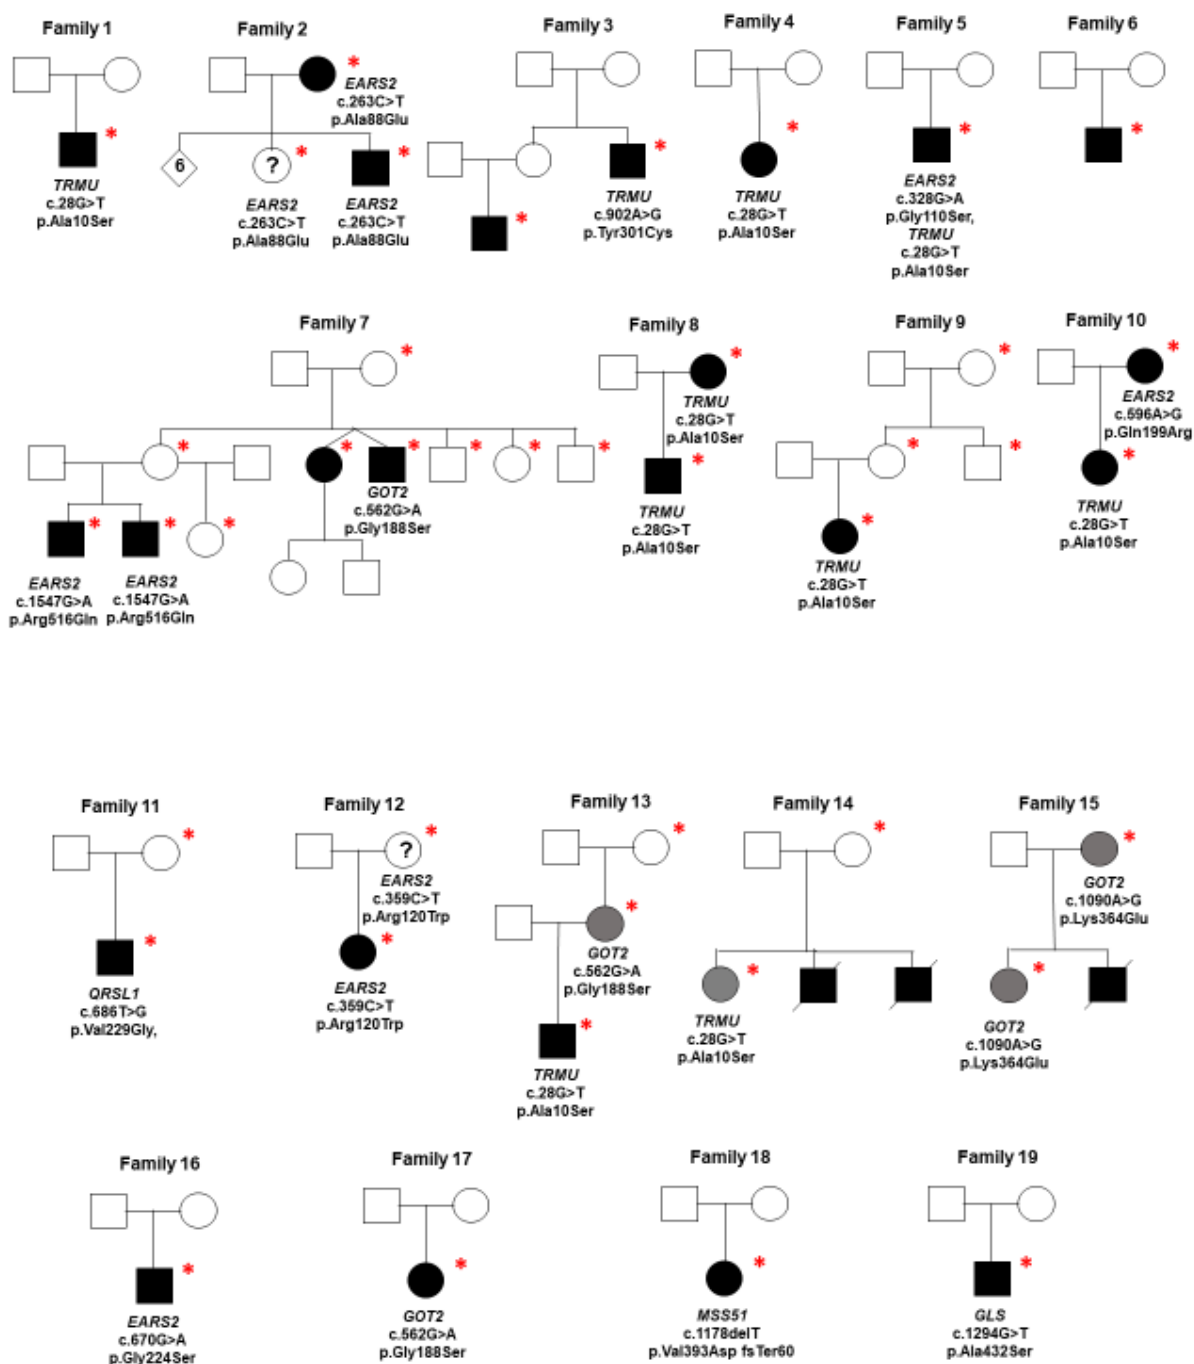 Family 1
Family 2
Family 3
Family 4
Family 5
Family 6
*
EARS2
c.263C>T
p.Ala88Glu
*
TRMU
c.28G>T
p.Ala10Ser
6
?
*
EARS2
c.263C>T
p.Ala88Glu
*
EARS2
c.263C>T
p.Ala88Glu
*
*
TRMU
c.902A>G
p.Tyr301Cys
*
TRMU
c.28G>T
p.Ala10Ser
*
EARS2
c.328G>A
p.Gly110Ser,
TRMU
c.28G>T
p.Ala10Ser
*
Family 7
Family 8
Family 9
Family 10
*
*
*
*
*
*
*
*
*
*
GOT2
c.562G>A
p.Gly188Ser
EARS2
c.1547G>A
p.Arg516Gln
EARS2
c.1547G>A
p.Arg516Gln
*
TRMU
c.28G>T
p.Ala10Ser
*
TRMU
c.28G>T
p.Ala10Ser
*
*
*
*
TRMU
c.28G>T
p.Ala10Ser
*
EARS2
c.596A>G
p.Gln199Arg
*
TRMU
c.28G>T
p.Ala10Ser
Family 11
Family 12
Family 13
Family 14
Family 15
*
*
QRSL1
c.686T>G
p.Val229Gly,
?
*
EARS2
c.359C>T
p.Arg120Trp
*
EARS2
c.359C>T
p.Arg120Trp
*
*
GOT2
c.562G>A
p.Gly188Ser
*
TRMU
c.28G>T
p.Ala10Ser
*
*
TRMU
c.28G>T
p.Ala10Ser
*
GOT2
c.1090A>G
p.Lys364Glu
*
GOT2
c.1090A>G
p.Lys364Glu
Family 16
Family 17
Family 18
Family 19
*
EARS2
c.670G>A
p.Gly224Ser
*
GOT2
c.562G>A
p.Gly188Ser
*
MSS51
c.1178delT
p.Val393Asp fsTer60
*
GLS
c.1294G>T
p.Ala432Ser